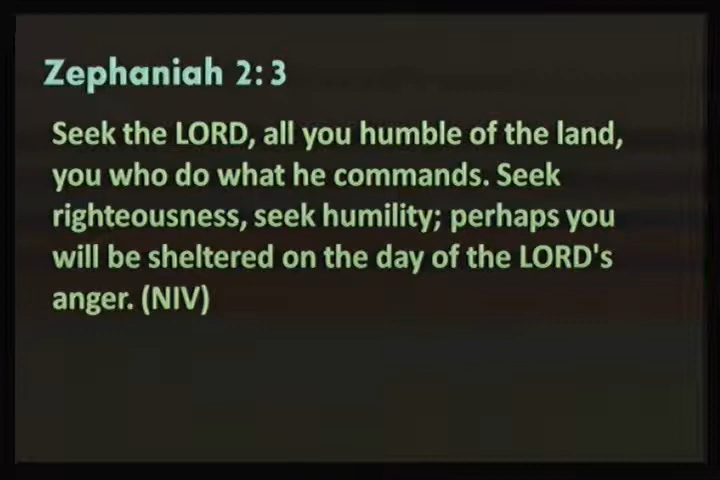 Zephaniah 2:3
Seek the LORD, all you humble of the land,
you who do what he commands. Seek
righteousness, seek humility; perhaps you
will be sheltered on the day of the LORD's
anger. (NIV)